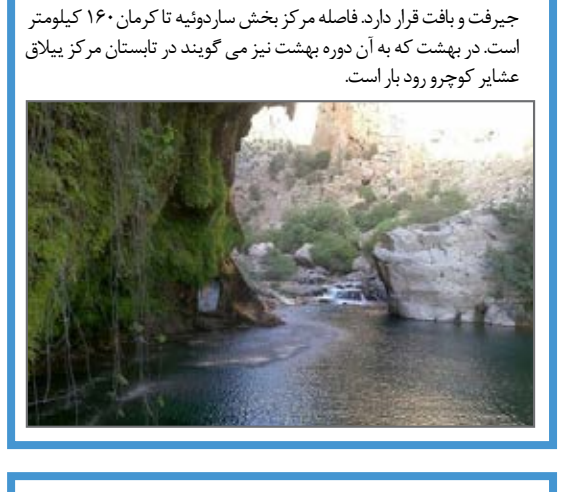 جیرفت و بافت قرار دارد. فاصله مرکز بخش ساردوئیه تا کرمان ۱۶۰ کیلومتر
است. در بهشت که به آن دوره بهشت نیز می گویند در تابستان مرکز ییلاق
عشایر کوچرو رود بار است.